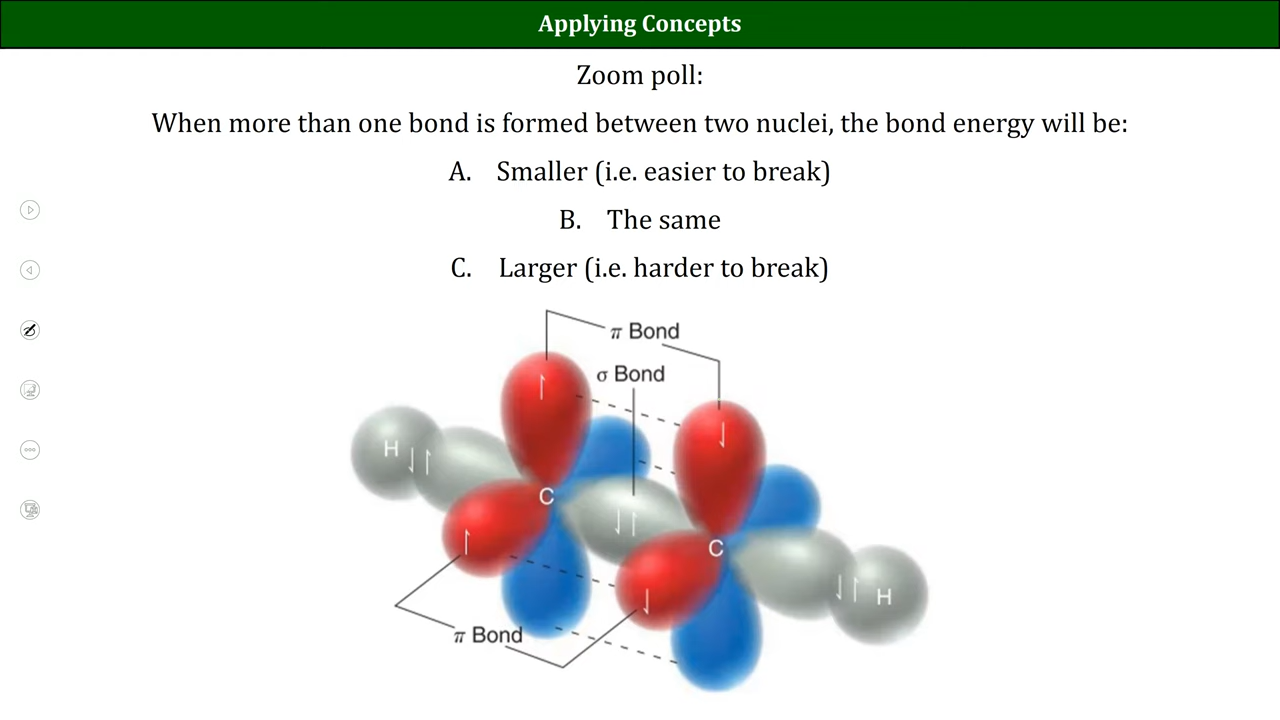 Applying Concepts
Zoom poll:
When more than one bond is formed between two nuclei, the bond energy will be:
A. Smaller (i.e. easier to break)
B. The same
C. Larger (i.e. harder to break)
π Bond
σ Bond
H
C
C
H
π Bond